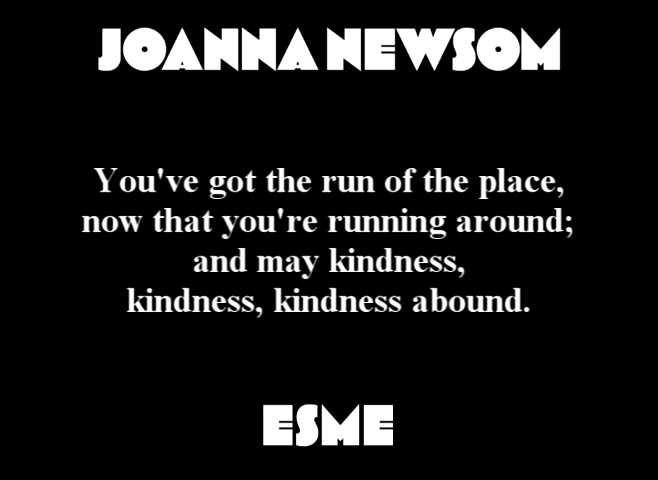 JOANNA NEWSOM
You've got the run of the place,
now that you're running around;
and may kindness,
kindness, kindness abound.
ESME